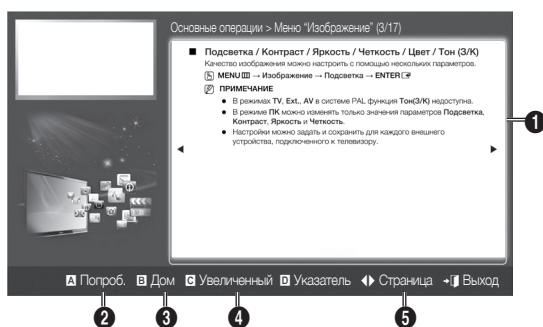 Основные операции > Меню "Изображение" (3/17)
■ Подсветка / Контраст / Яркость / Четкость / Цвет / Тон (З/К)
Качество изображения можно настроить с помощью нескольких параметров.
MENU → Изображение → Подсветка → ENTER
ПРИМЕЧАНИЕ
● В режимах TV, Ext., AV в системе PAL функция Тон(З/К) недоступна.
● В режиме ПК можно изменять только значения параметров Подсветка,
Контраст, Яркость и Четкость.
● Настройки можно задать и сохранить для каждого внешнего
устройства, подключенного к телевизору.
1
A Попроб. B Дом C Увеличенный D Указатель Страница Выход
2 3 4 5